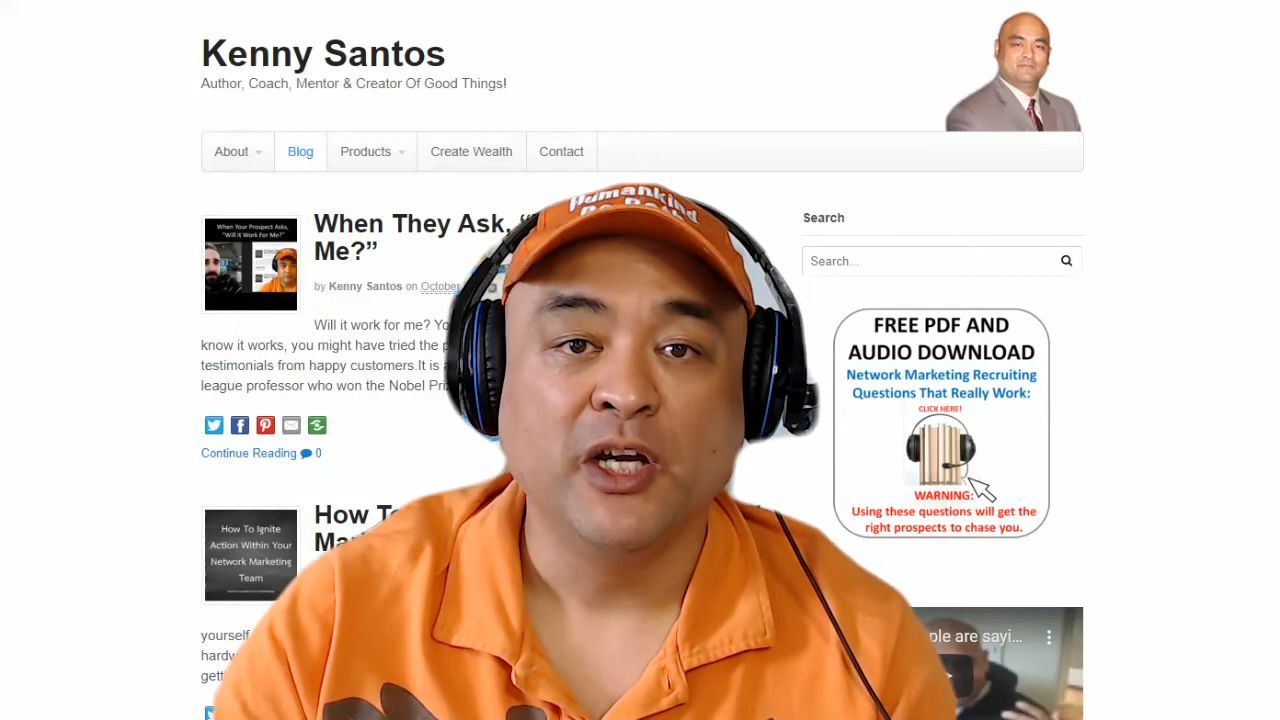 Kenny Santos
Author, Coach, Mentor & Creator Of Good Things!
About
Blog
Products
Create Wealth
Contact
When Your Prospect Asks,
"Will It Work For Me?"
When They Ask, “
Me?”
by Kenny Santos on October
Will it work for me?
know it works, you might have tried the
testimonials from happy customers.It is
league professor who won the Nobel
Continue Reading 0
How To Ignite
Action Within Your
Network Marketing
Team
How
yourself
Humankind
Search
Search...
FREE PDF AND
AUDIO DOWNLOAD
Network Marketing Recruiting
Questions That Really Work:
CLICK HERE!
WARNING:
Using these questions will get the
right prospects to chase you.